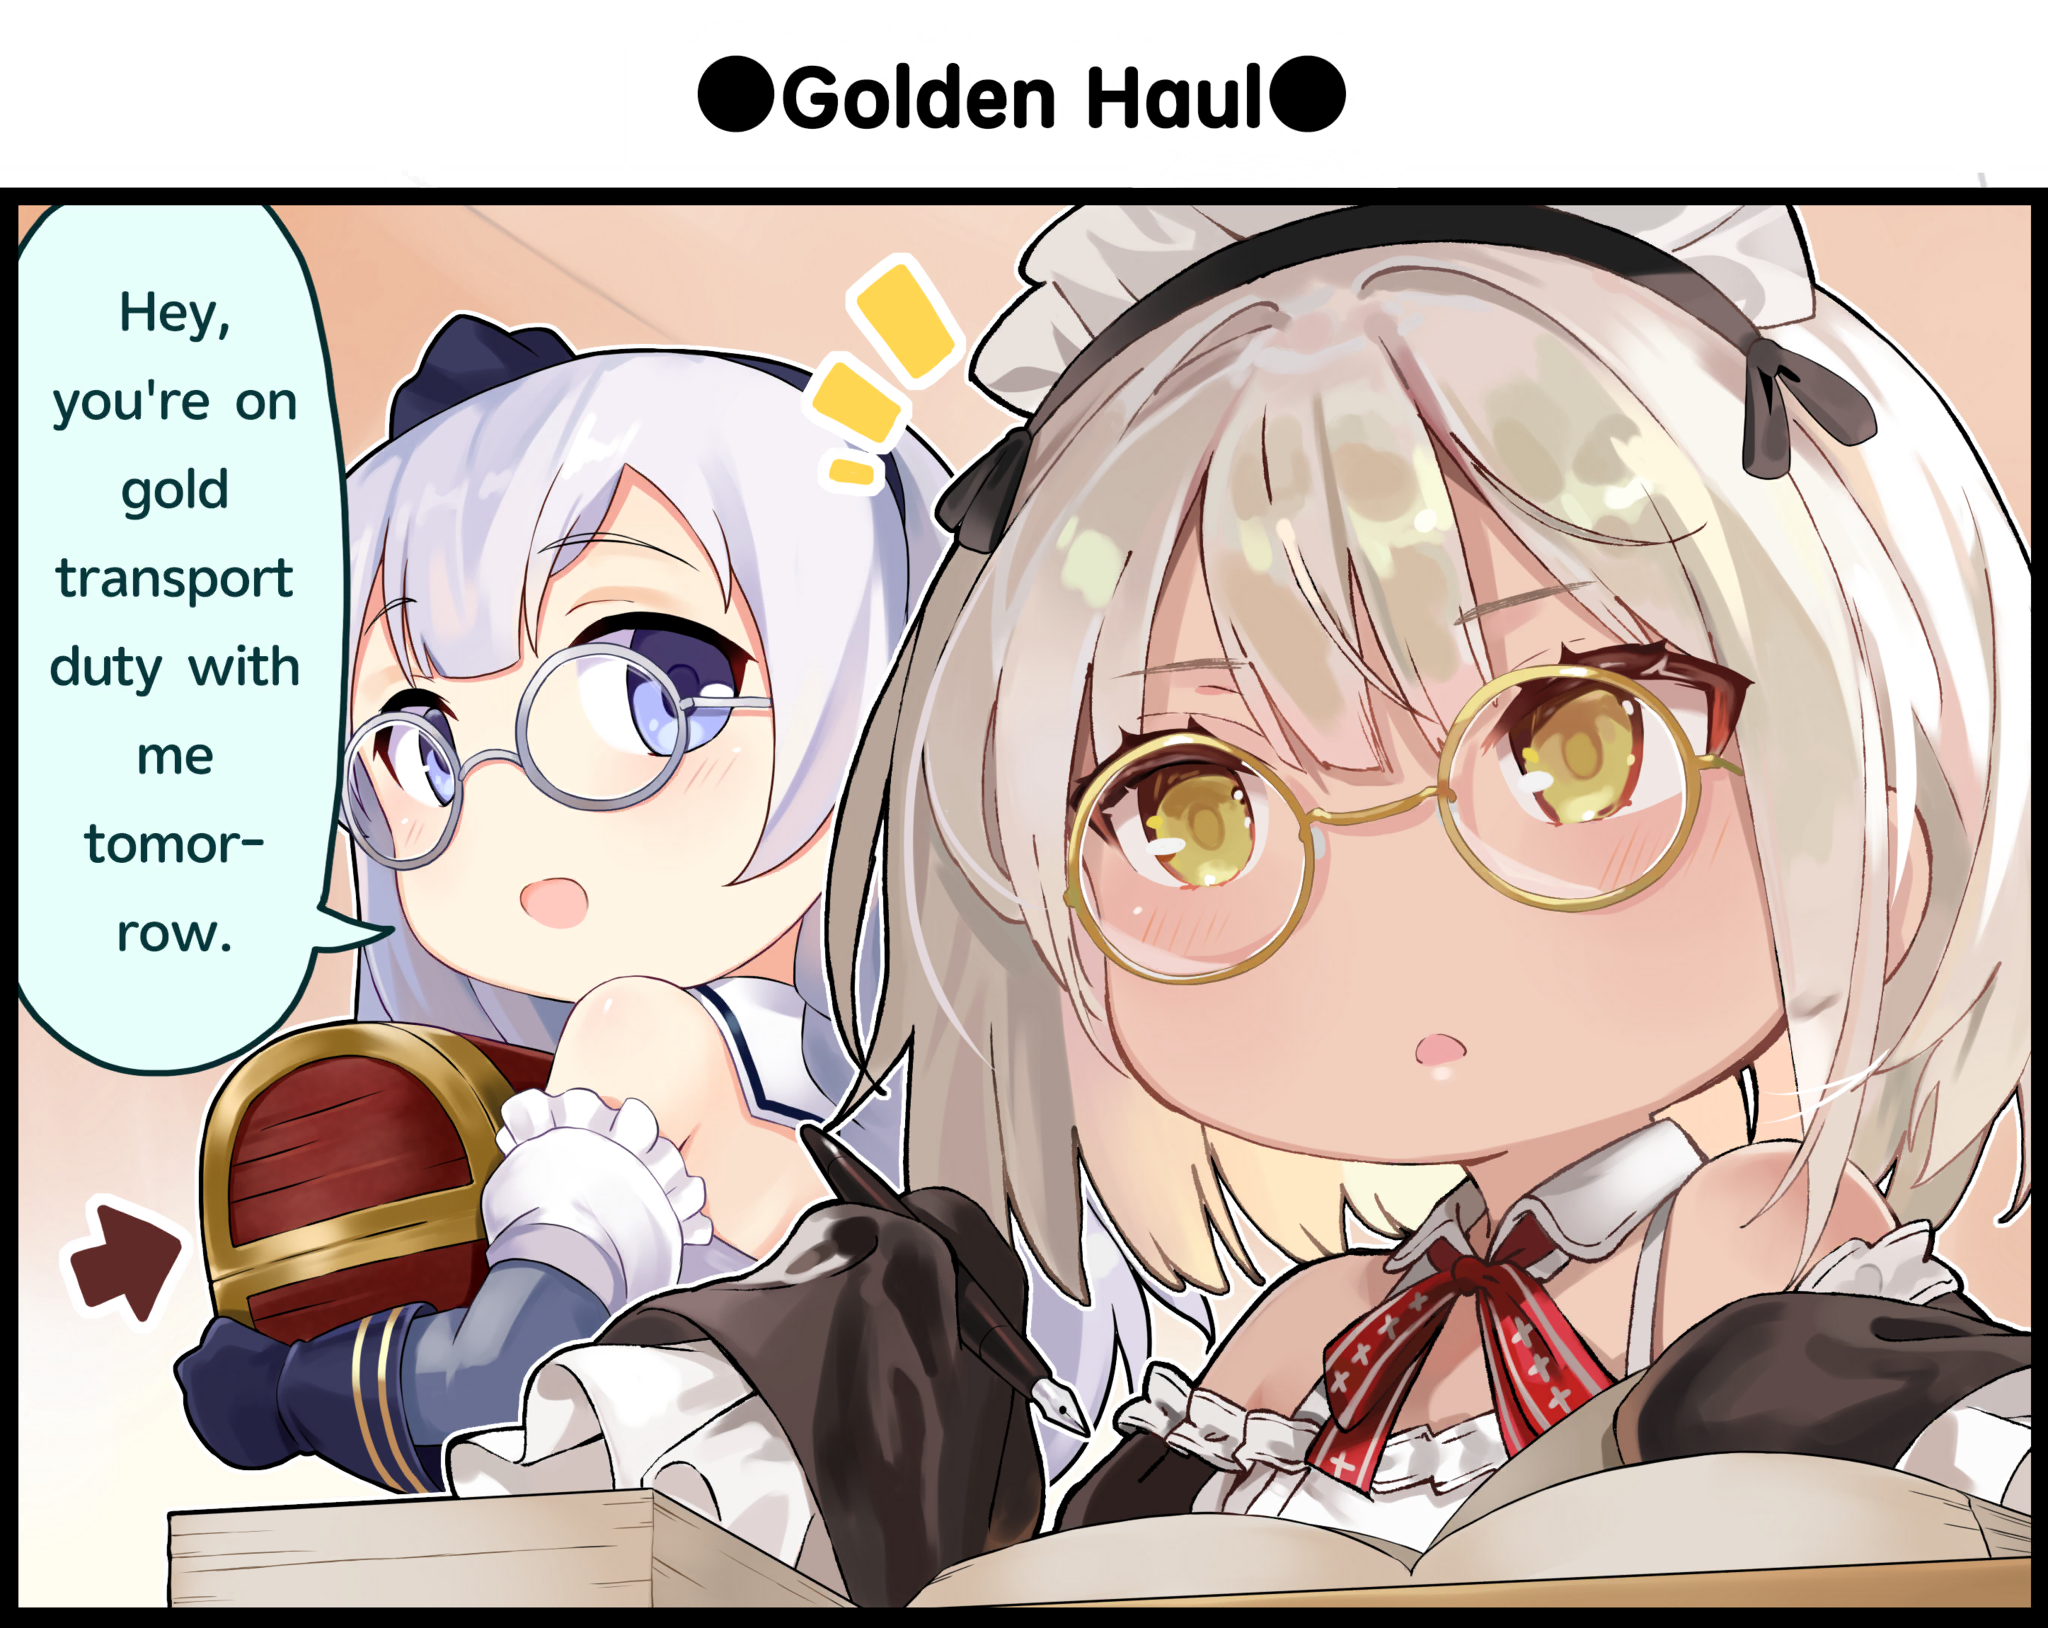 ●Golden Haul●
Hey,
you're on
gold
transport
duty with
me
tomor-
row.